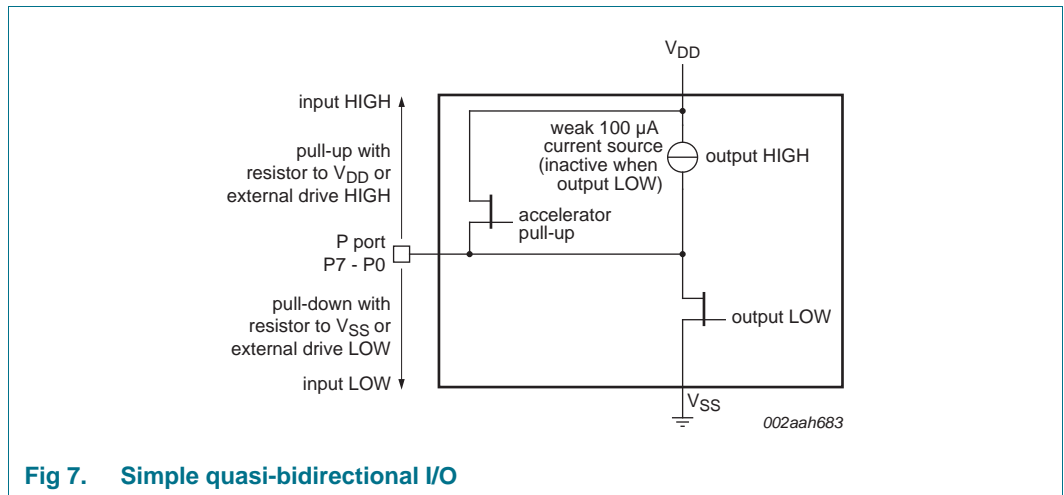 VDD
input HIGH
pull-up with
resistor to VDD or
external drive HIGH
weak 100 µA
current source
(inactive when
output LOW)
output HIGH
accelerator
pull-up
P port
P7 - P0
pull-down with
resistor to VSS or
external drive LOW
input LOW
output LOW
VSS
002aah683
Fig 7. Simple quasi-bidirectional I/O